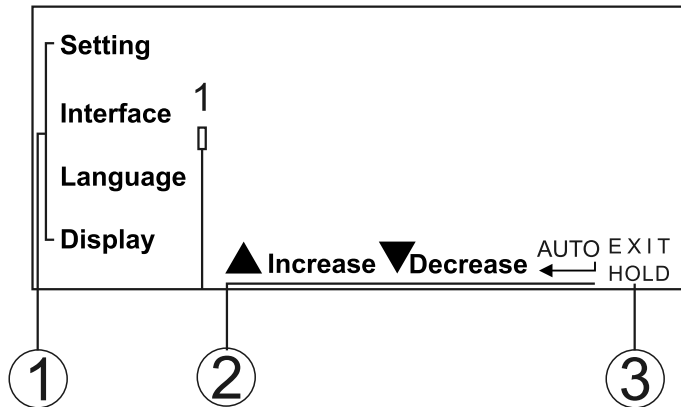 Setting
Interface
1
Language
Display
▲ Increase ▼Decrease
AUTO EXIT
HOLD
1 2 3